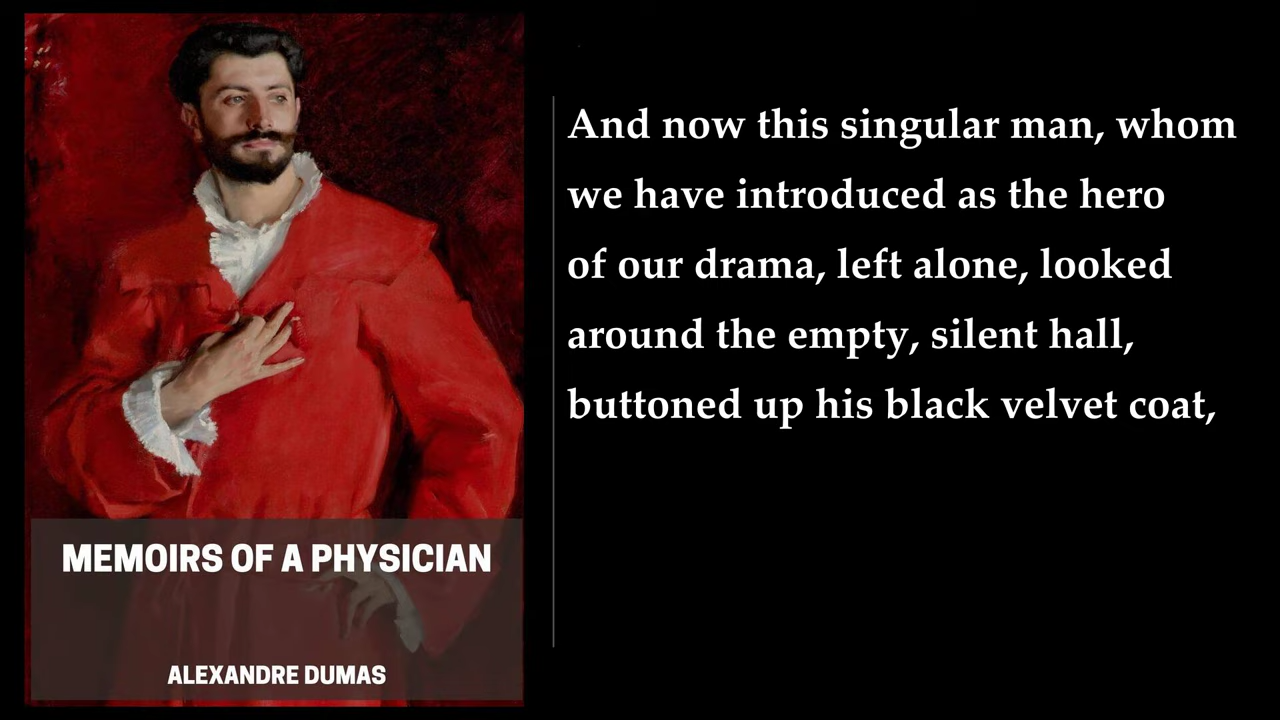 And now this singular man, whom
we have introduced as the hero
of our drama, left alone, looked
around the empty, silent hall,
buttoned up his black velvet coat,
MEMOIRS OF A PHYSICIAN
ALEXANDRE DUMAS